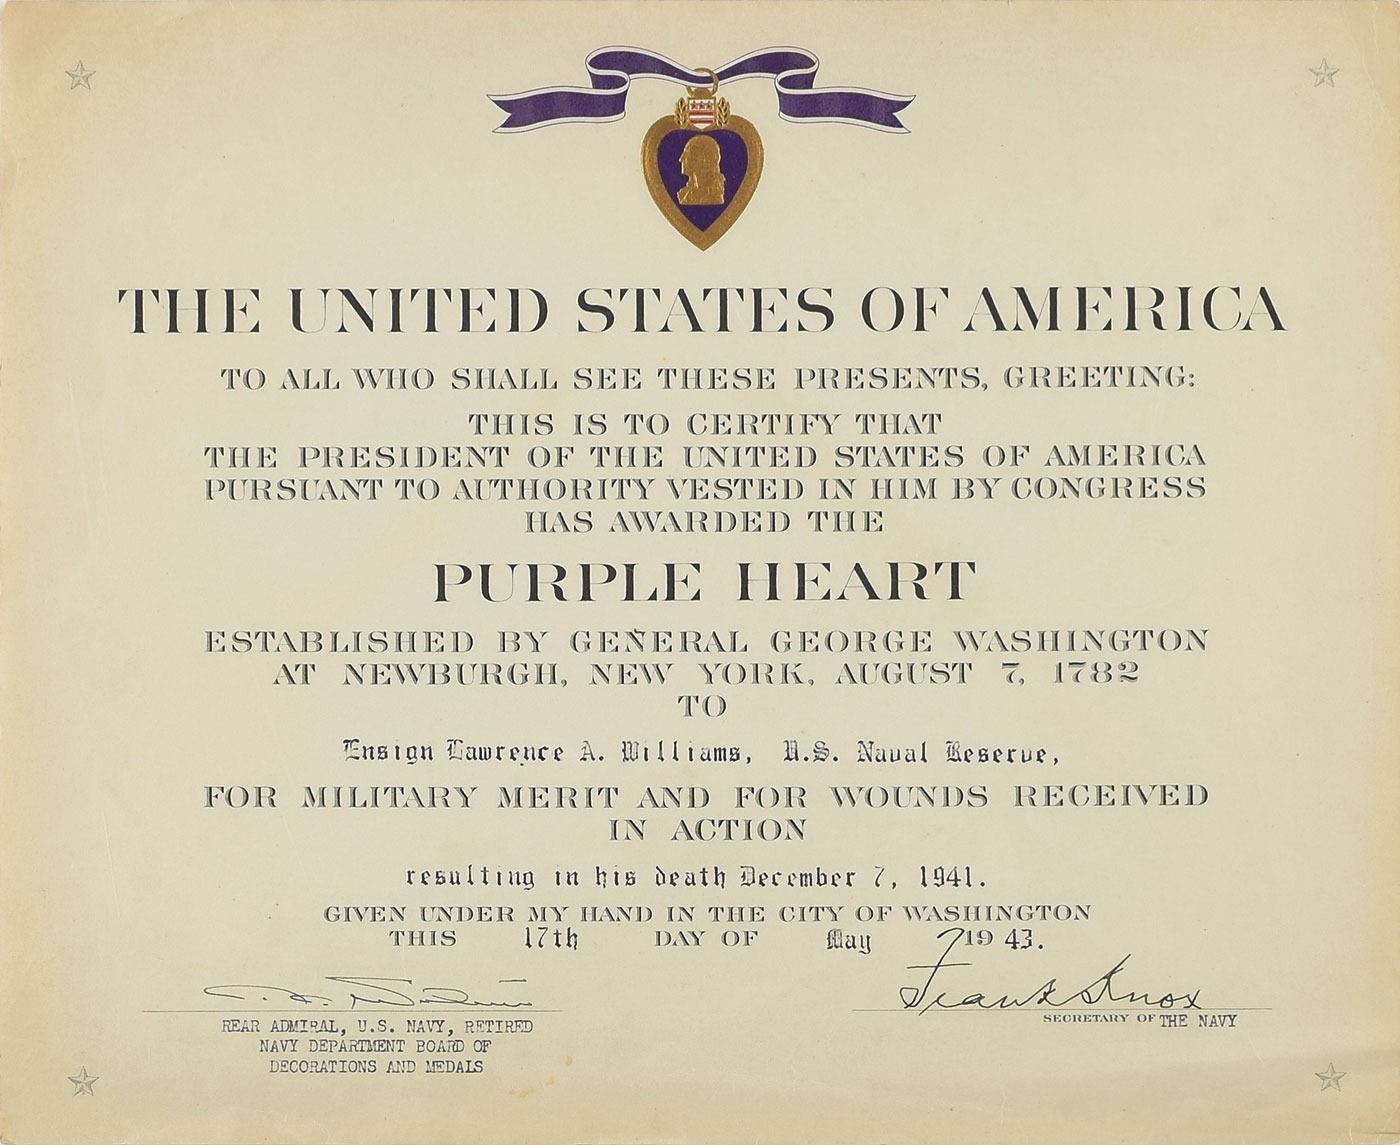 THE UNITED STATES OF AMERICA
TO ALL WHO SHALL SEE THESE PRESENTS, GREETING:
THIS IS TO CERTIFY THAT
THE PRESIDENT OF THE UNITED STATES OF AMERICA
PURSUANT TO AUTHORITY VESTED IN HIM BY CONGRESS
HAS AWARDED THE
PURPLE HEART
ESTABLISHED BY GENERAL GEORGE WASHINGTON
AT NEWBURGH, NEW YORK, AUGUST 7, 1782
TO
Ensign Lawrence A. Williams, U.S. Naval Reserve,
FOR MILITARY MERIT AND FOR WOUNDS RECEIVED
IN ACTION
resulting in his death December 7, 1941.
GIVEN UNDER MY HAND IN THE CITY OF WASHINGTON
THIS 17th DAY OF May 1943.
Frank Knox
REAR ADMIRAL, U.S. NAVY, RETIRED
NAVY DEPARTMENT BOARD OF
DECORATIONS AND MEDALS
SECRETARY OF THE NAVY